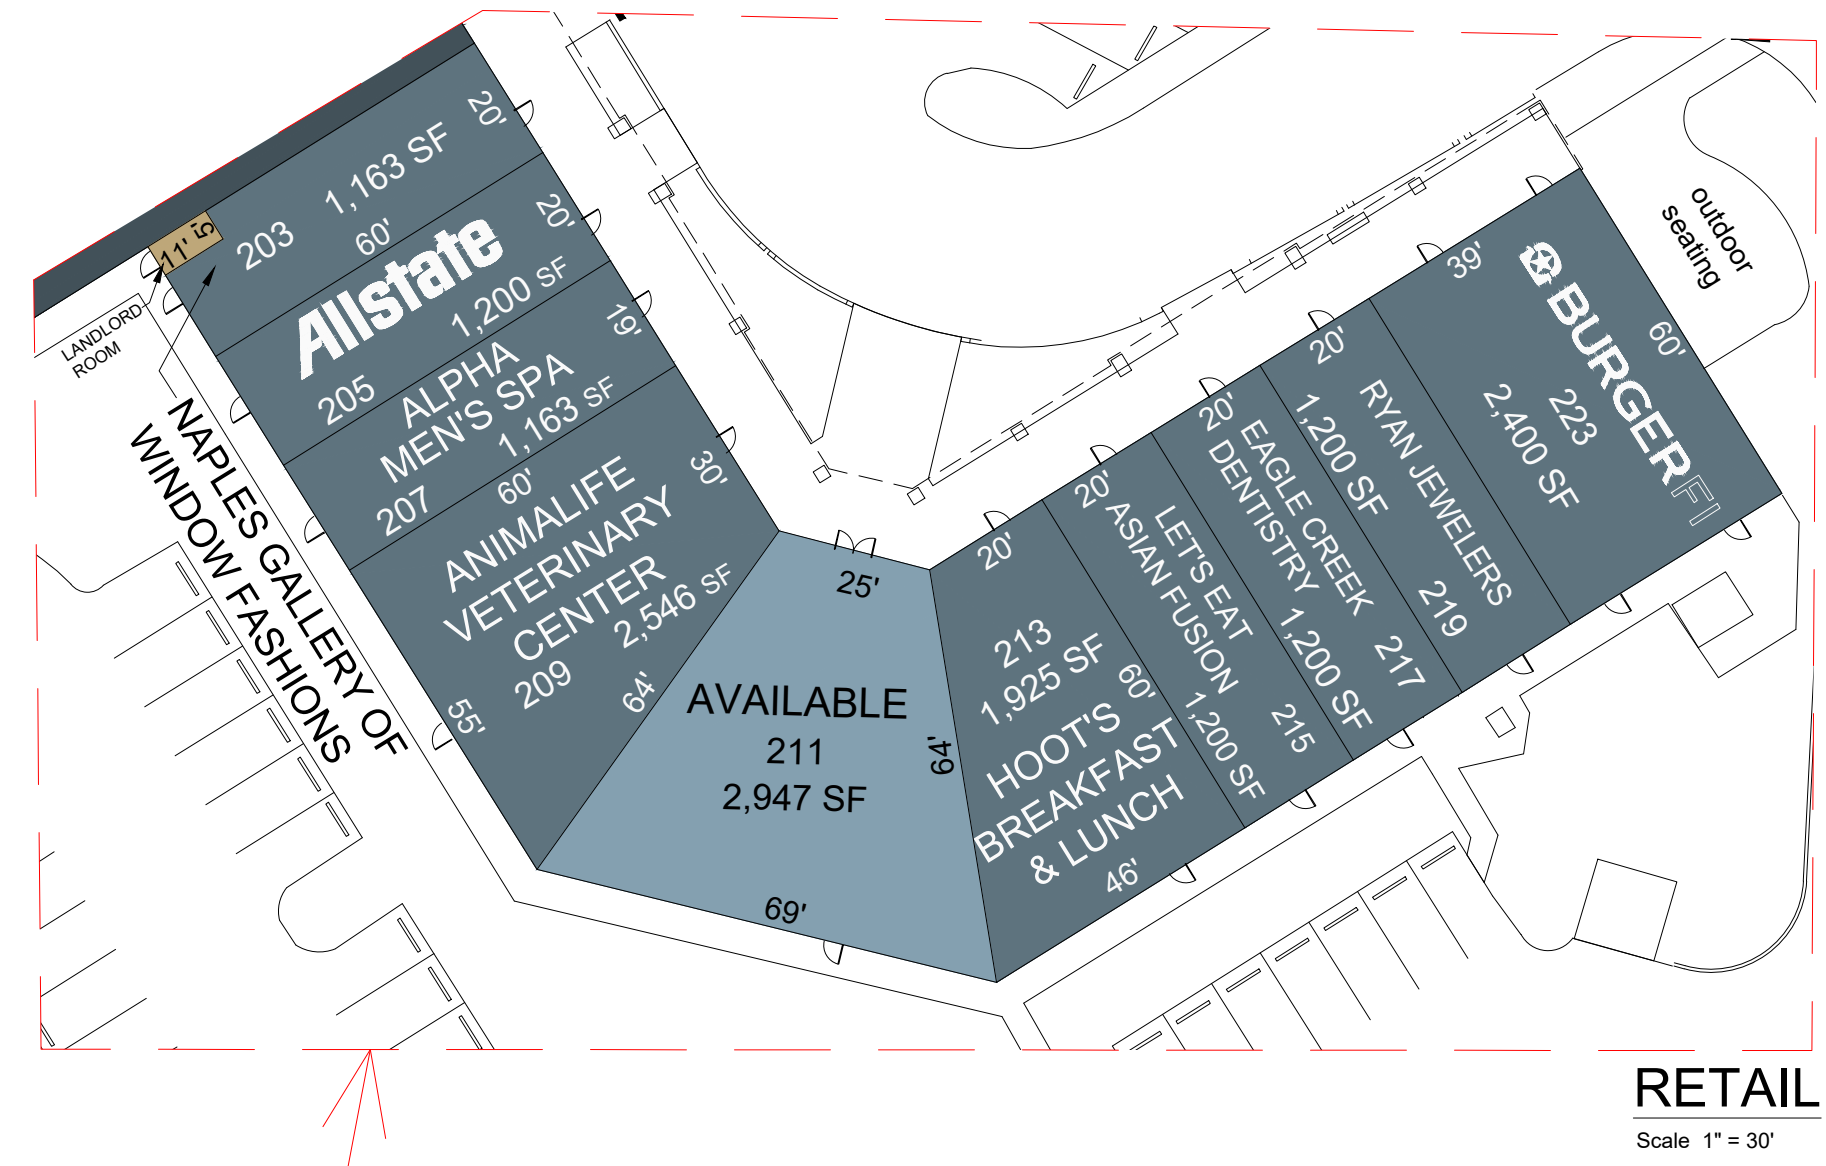 20'
1,163 SF
203
60'
11' 5'
LANDLORD
ROOM
NAPLES GALLERY OF
WINDOW FASHIONS
20'
Allstate
1,200 SF
205
19'
ALPHA
MEN'S SPA
1,163 SF
207
60'
30'
ANIMALIFE
VETERINARY
CENTER
2,546 SF
209
55'
64'
25'
AVAILABLE
211
2,947 SF
64'
69'
20'
213
1,925 SF
HOOT'S
BREAKFAST
& LUNCH
46'
60'
20'
LET'S EAT
ASIAN FUSION
1,200 SF
215
20'
EAGLE CREEK
DENTISTRY
1,200 SF
217
20'
RYAN JEWELERS
1,200 SF
219
39'
BURGERFI
223
2,400 SF
60'
outdoor
seating
RETAIL
Scale 1" = 30'